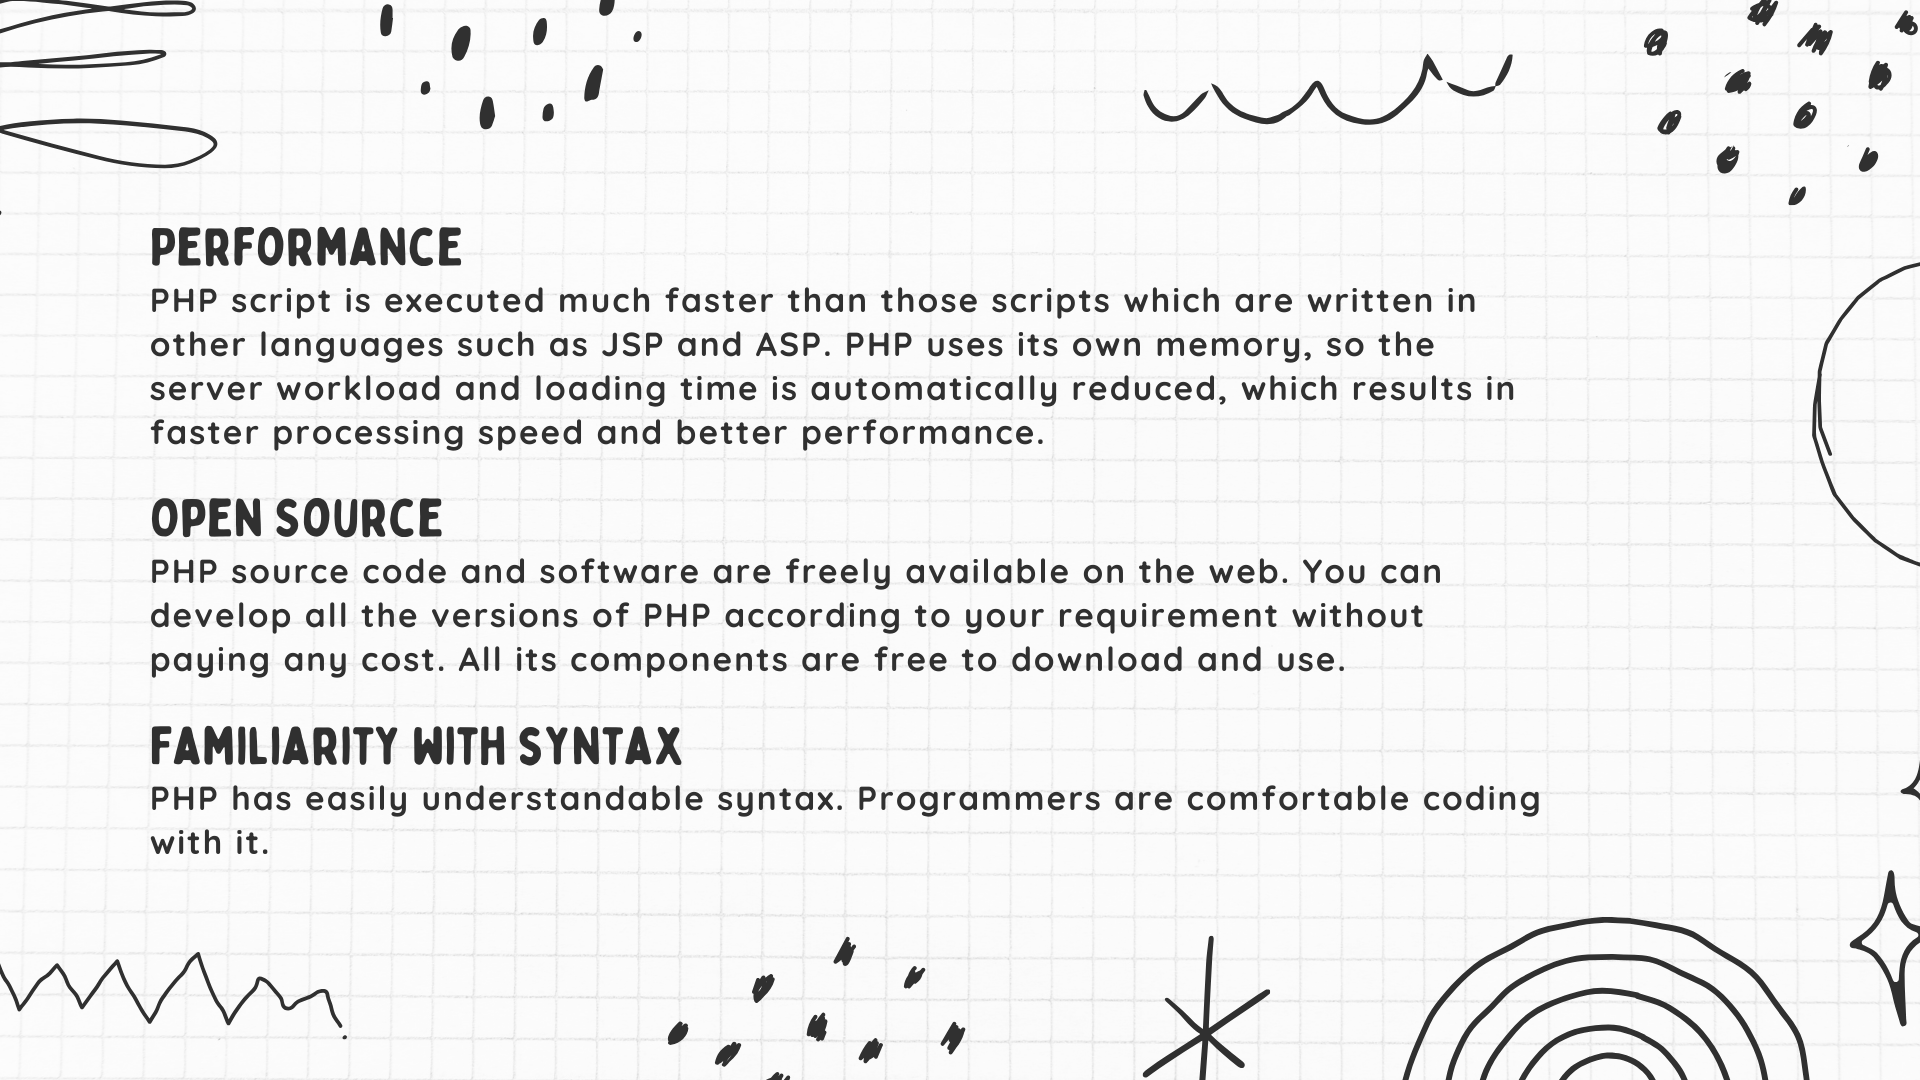 PERFORMANCE
PHP script is executed much faster than those scripts which are written in
other languages such as JSP and ASP. PHP uses its own memory, so the
server workload and loading time is automatically reduced, which results in
faster processing speed and better performance.
OPEN SOURCE
PHP source code and software are freely available on the web. You can
develop all the versions of PHP according to your requirement without
paying any cost. All its components are free to download and use.
FAMILIARITY WITH SYNTAX
PHP has easily understandable syntax. Programmers are comfortable coding
with it.